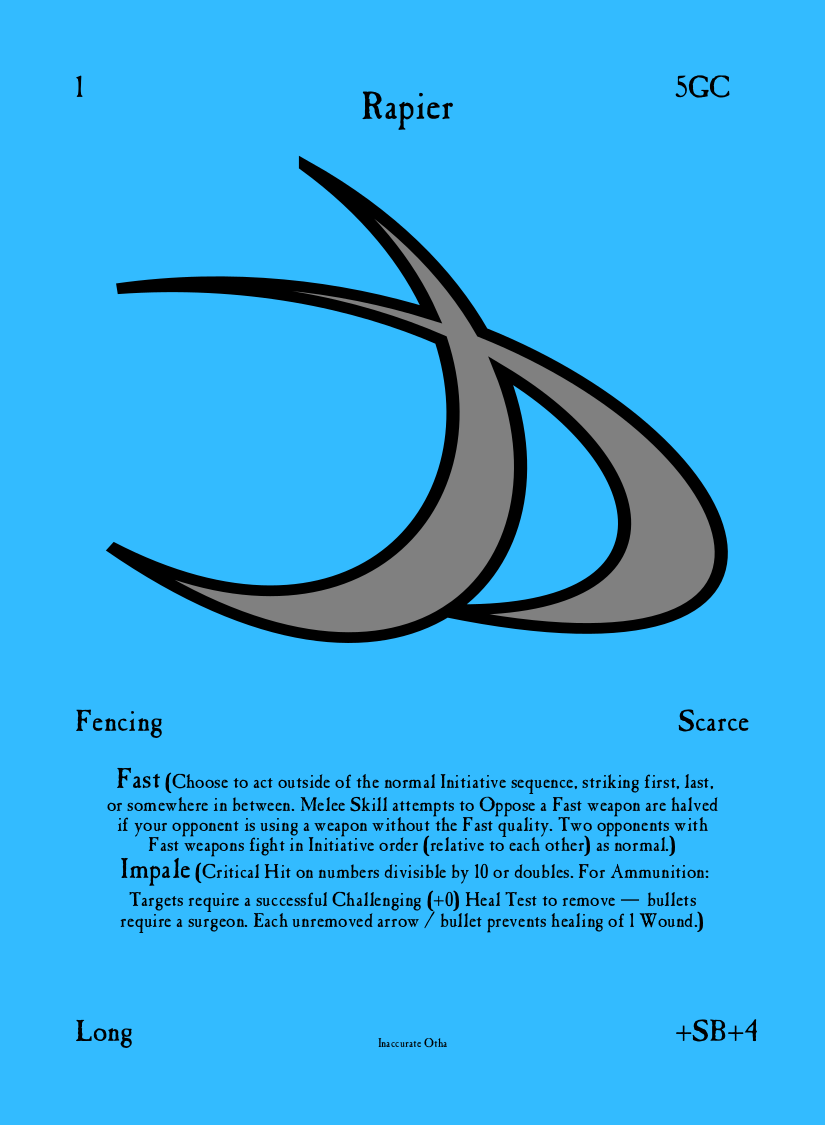 1
5GC
Rapier
Fencing
Scarce
Fast (Choose to act outside of the normal Initiative sequence, striking first, last,
or somewhere in between. Melee Skill attempts to Oppose a Fast weapon are halved
if your opponent is using a weapon without the Fast quality. Two opponents with
Fast weapons fight in Initiative order (relative to each other) as normal.)
Impale (Critical Hit on numbers divisible by 10 or doubles. For Ammunition:
Targets require a successful Challenging (+0) Heal Test to remove — bullets
require a surgeon. Each unremoved arrow / bullet prevents healing of 1 Wound.)
Long
Inaccurate Otha
+SB+4